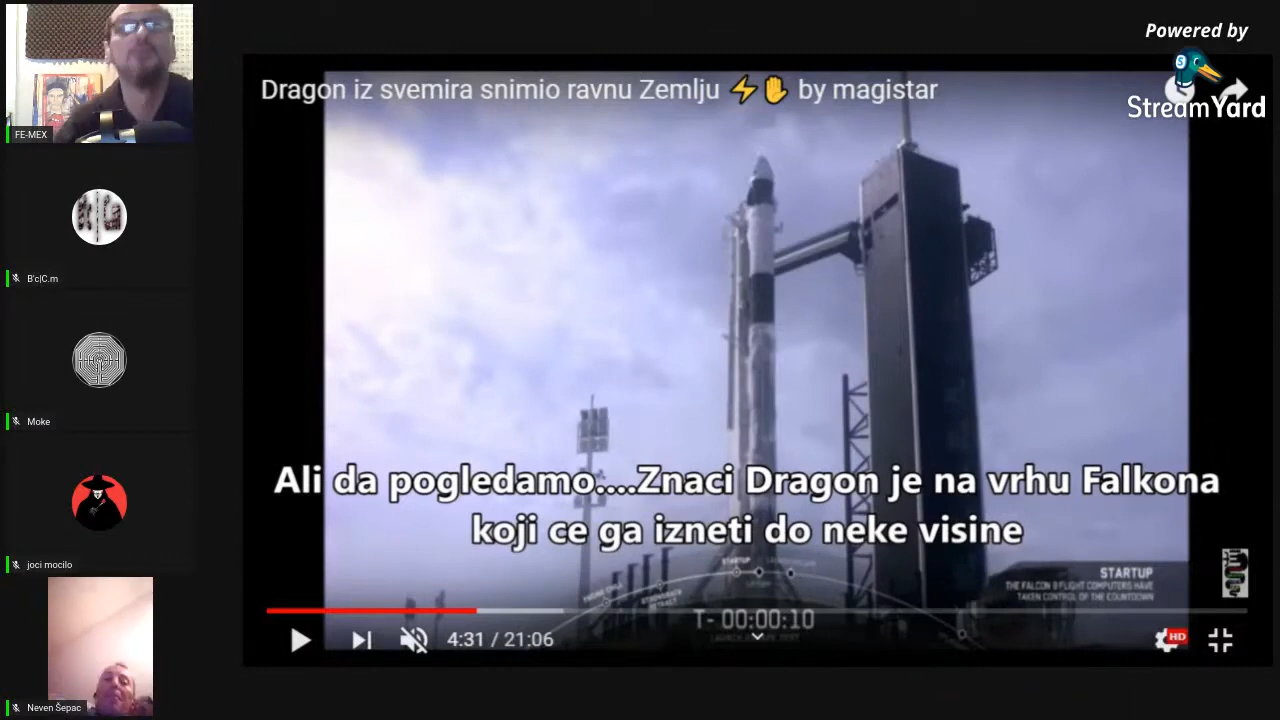 Powered by
StreamYard
Dragon iz svemira snimio ravnu Zemlju ⚡✋ by magistar
FE-MEX
B'c|C.m
Moke
joci mocilo
Neven Šepac
Ali da pogledamo....Znaci Dragon je na vrhu Falkona
koji ce ga izneti do neke visine
STARTUP
STARTUP
THE FALCON 9 FLIGHT COMPUTERS HAVE
TAKEN CONTROL OF THE COUNTDOWN
T- 00:00:10
4:31 / 21:06
HD